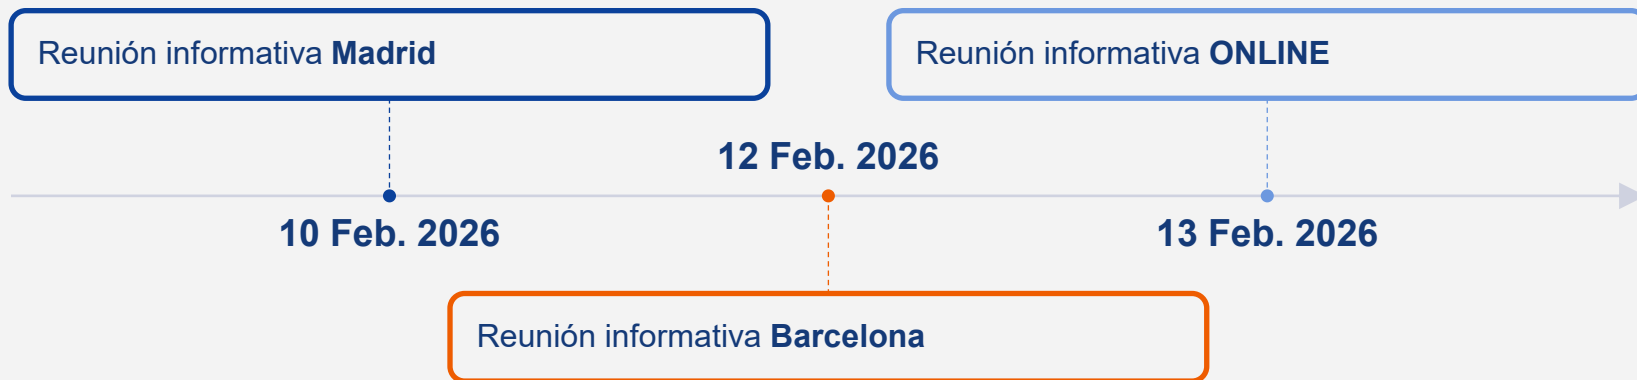 Reunión informativa Madrid
Reunión informativa ONLINE
12 Feb. 2026
10 Feb. 2026
13 Feb. 2026
Reunión informativa Barcelona